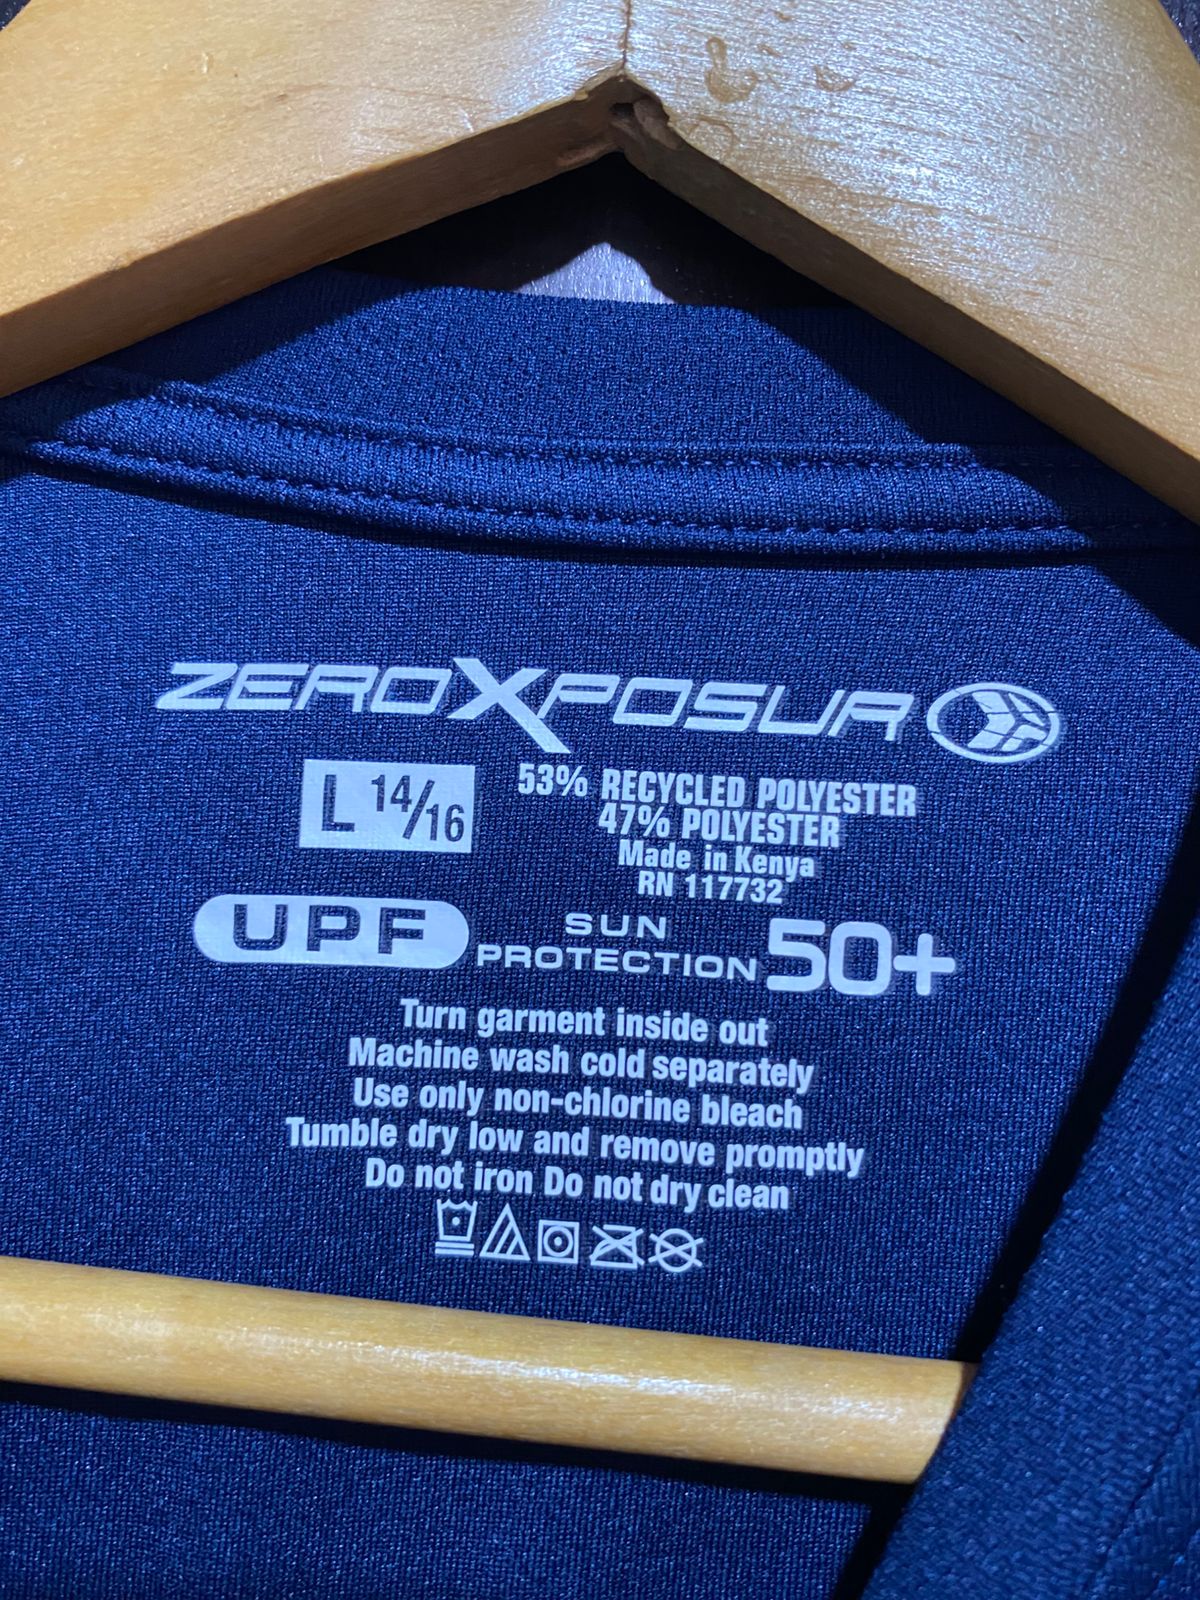 ZEROXPOSUR
L 14/16
53% RECYCLED POLYESTER
47% POLYESTER
Made in Kenya
RN 117732
UPF SUN PROTECTION 50+
Turn garment inside out
Machine wash cold separately
Use only non-chlorine bleach
Tumble dry low and remove promptly
Do not iron Do not dry clean